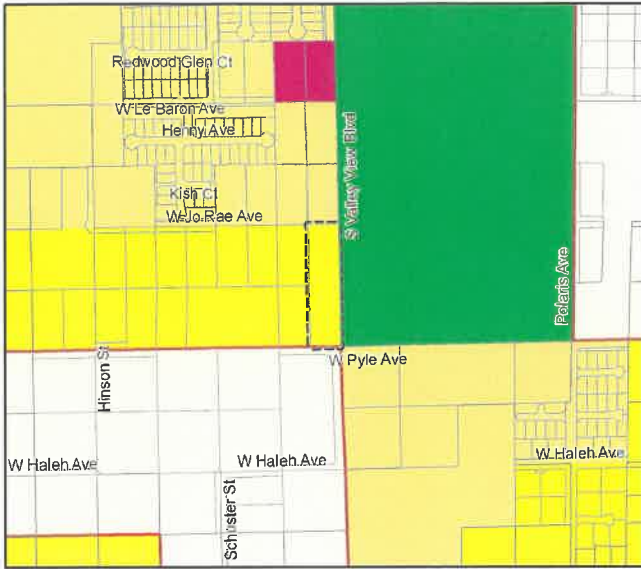 Redwood Glen Ct
W Le Baron Ave
Henny Ave
Kish Ct
W Jo Rae Ave
S Valley View Blvd
Polaris Ave
W Pyle Ave
Hinson St
W Haleh Ave
W Haleh Ave
W Haleh Ave
Schuster St